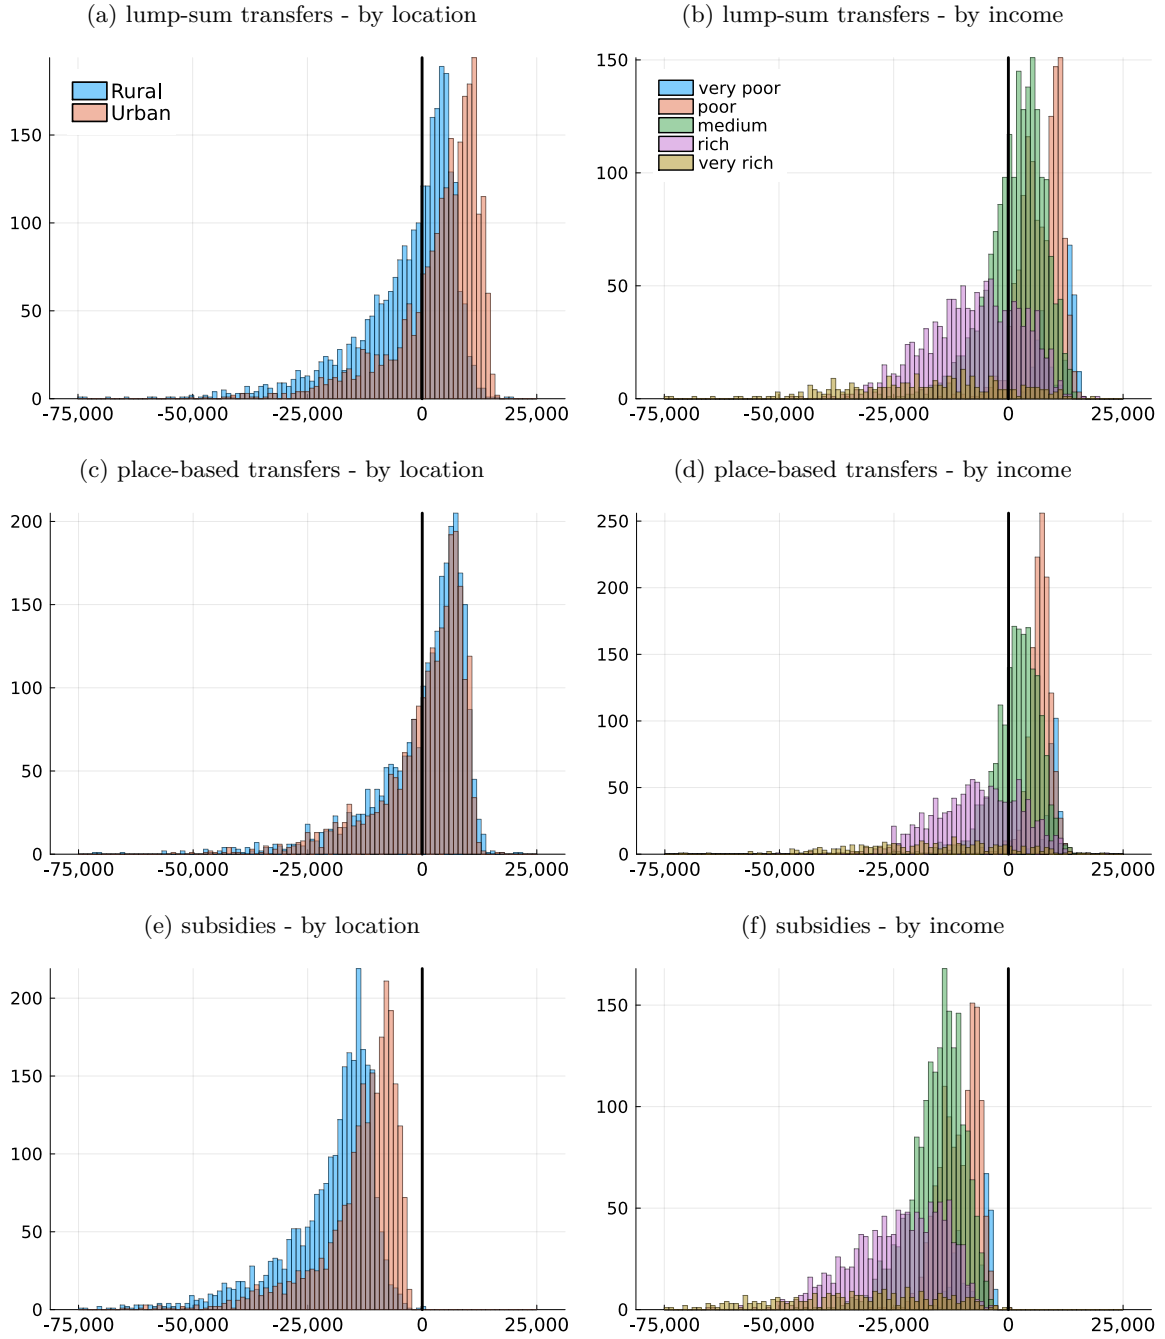 (a) lump-sum transfers - by location
(b) lump-sum transfers - by income
150
100
50
0
Rural
Urban
-75,000 -50,000 -25,000 0 25,000
150
100
50
0
very poor
poor
medium
rich
very rich
-75,000 -50,000 -25,000 0 25,000
(c) place-based transfers - by location
(d) place-based transfers - by income
200
150
100
50
0
-75,000 -50,000 -25,000 0 25,000
250
200
150
100
50
0
-75,000 -50,000 -25,000 0 25,000
(e) subsidies - by location
(f) subsidies - by income
200
150
100
50
0
-75,000 -50,000 -25,000 0 25,000
150
100
50
0
-75,000 -50,000 -25,000 0 25,000